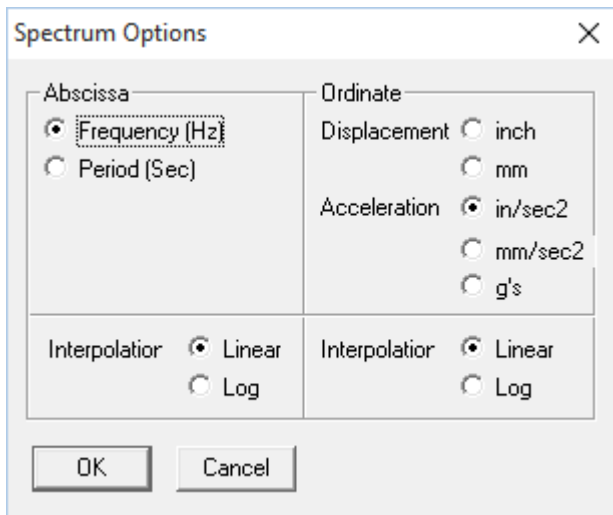 Spectrum Options
Abscissa
Frequency (Hz)
Period (Sec)
Ordinate
Displacement inch
mm
Acceleration in/sec2
mm/sec2
g's
Interpolatior Linear
Log
Interpolatior Linear
Log
OK Cancel